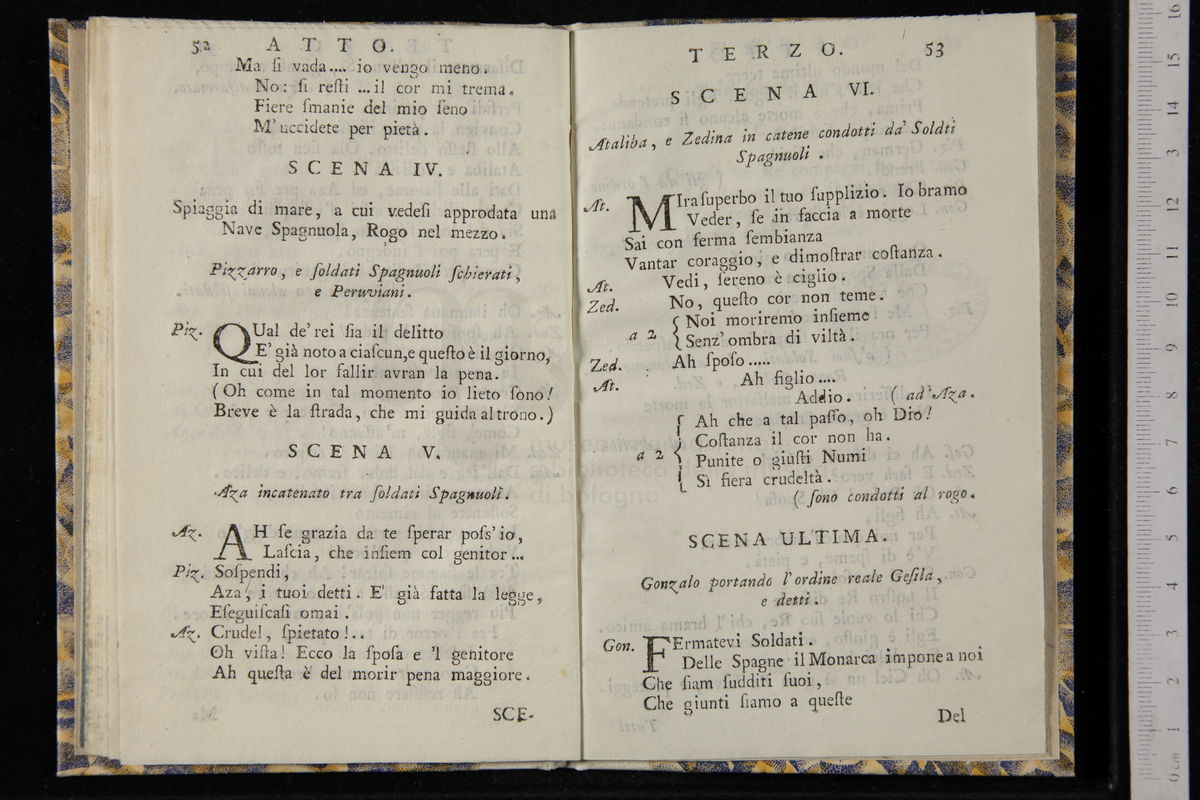 52 ATTO.
Ma ſi vada.... io vengo meno.
No: ſi reſti ...il cor mi trema.
Fiere ſmanie del mio ſeno
M'uccidete per pietà.
SCENA IV.
Spiaggia di mare, a cui vedeſi approdata una
Nave Spagnuola, Rogo nel mezzo.
Pizzarro, e ſoldati Spagnuoli ſchierati,
e Peruviani.
Piz. QUal de' rei ſia il delitto
E' già noto a ciaſcun, e queſto è il giorno,
In cui del lor fallir avran la pena.
(Oh come in tal momento io lieto ſono!
Breve è la ſtrada, che mi guida al trono.)
SCENA V.
Aza incatenato tra ſoldati Spagnuoli.
Az. AH ſe grazia da te ſperar poſs'io,
Laſcia, che inſiem col genitor...
Piz. Soſpendi,
Aza, i tuoi detti. E' già fatta la legge,
Eſeguiſcaſi omai.
Az. Crudel, ſpietato!..
Oh viſta! Ecco la ſpoſa e 'l genitore
Ah queſta è del morir pena maggiore.
SCE-
TERZO. 53
SCENA VI.
Ataliba, e Zedina in catene condotti da' Soldti
Spagnuoli.
At. MIra ſuperbo il tuo ſupplizio. Io bramo
Veder, ſe in faccia a morte
Sai con ferma ſembianza
Vantar coraggio, e dimoſtrar coſtanza.
At. Vedi, ſereno è ciglio.
Zed. No, queſto cor non teme.
a 2 {Noi moriremo inſieme
{Senz' ombra di viltà.
Zed. Ah ſpoſo.....
At. Ah figlio....
Addio. (ad' Aza.
{Ah che a tal paſſo, oh Dio!
{Coſtanza il cor non ha.
a 2 {Punite o giuſti Numi
{Sì fiera crudeltà.
(ſono condotti al rogo.
SCENA ULTIMA.
Gonzalo portando l'ordine reale Geſila,
e detti.
Gon. FErmatevi Soldati.
Delle Spagne il Monarca impone a noi
Che ſiam ſudditi ſuoi,
Che giunti ſiamo a queſte
Del